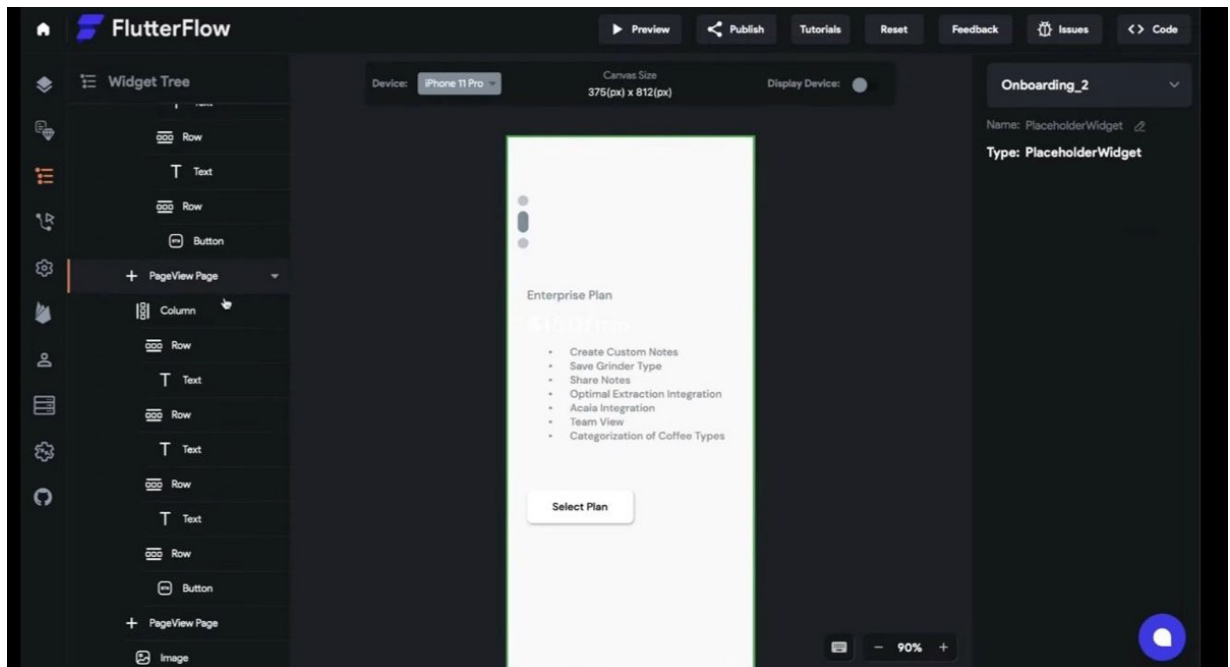 FlutterFlow
Preview
Publish
Tutorials
Reset
Feedback
Issues
Code
Widget Tree
Row
Text
Row
Button
PageView Page
Column
Row
Text
Row
Text
Row
Text
Row
Button
PageView Page
Image
Device: iPhone 11 Pro
Canvas Size
375(px) x 812(px)
Display Device:
Enterprise Plan
• Create Custom Notes
• Save Grinder Type
• Share Notes
• Optimal Extraction Integration
• Acaia Integration
• Team View
• Categorization of Coffee Types
Select Plan
90%
Onboarding_2
Name: PlaceholderWidget
Type: PlaceholderWidget